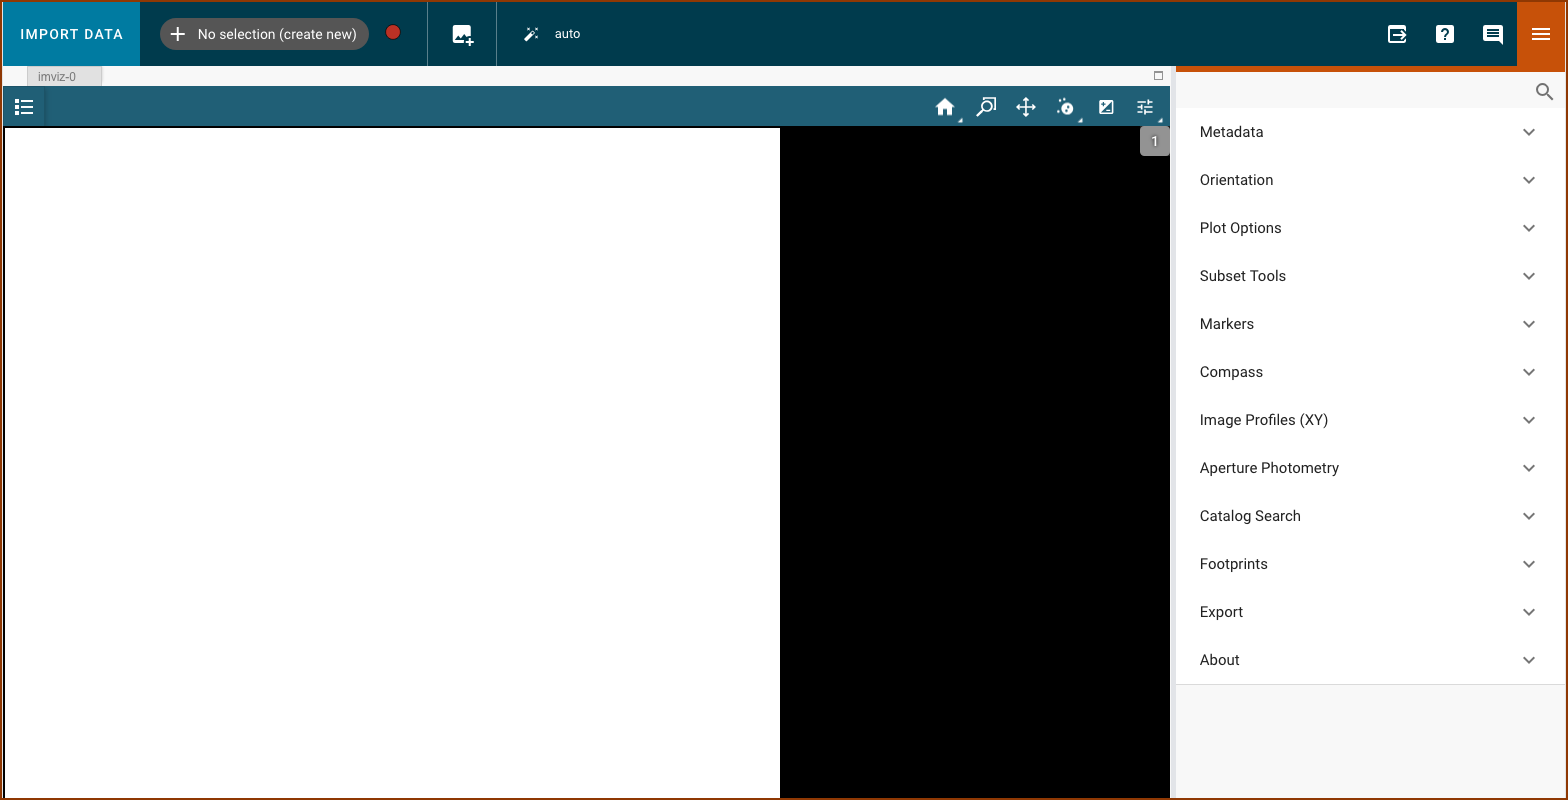 IMPORT DATA
No selection (create new)
auto
imviz-0
1
Metadata
Orientation
Plot Options
Subset Tools
Markers
Compass
Image Profiles (XY)
Aperture Photometry
Catalog Search
Footprints
Export
About